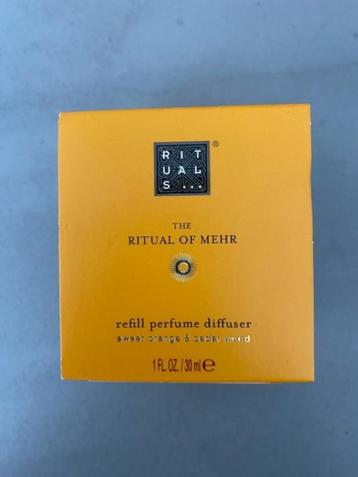 RIT
UAL
S...
®
THE
RITUAL OF MEHR
refill perfume diffuser
sweet orange & cedar wood
1 FL.OZ./30 ml ℮